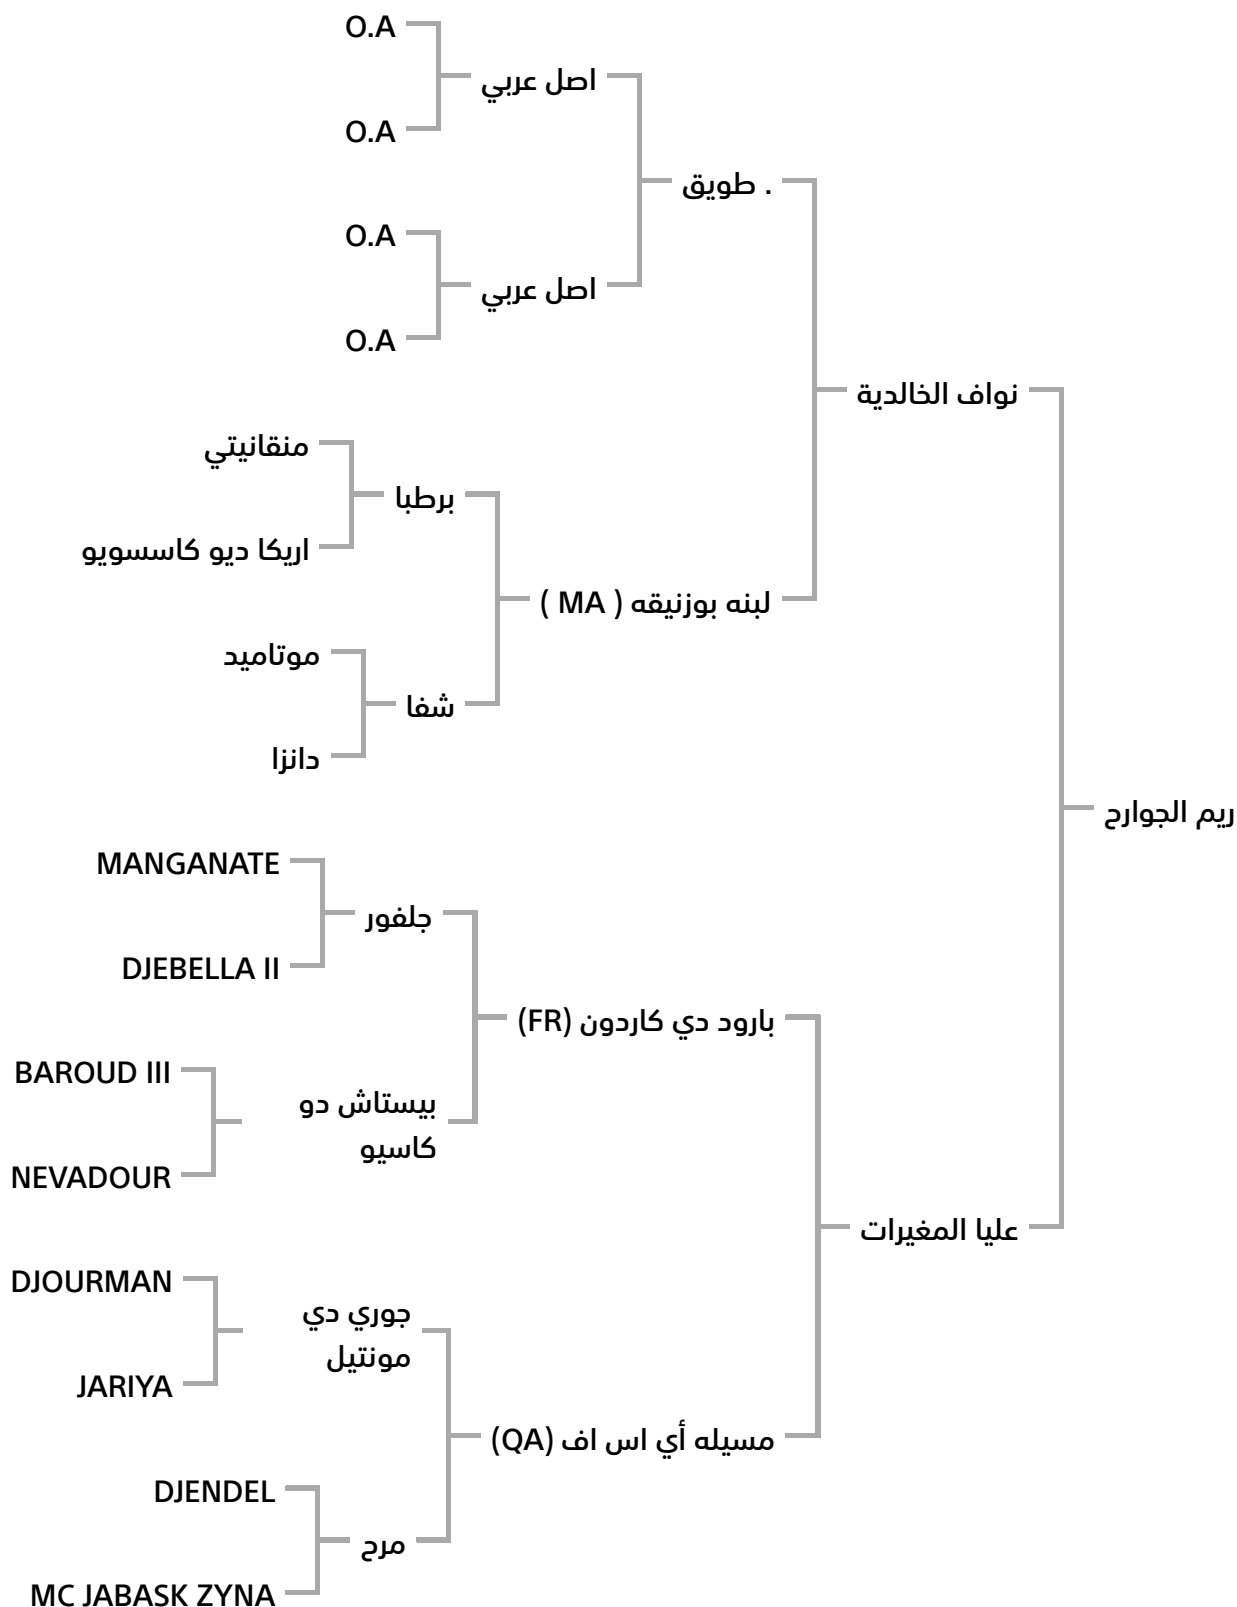 O.A
اصل عربي
O.A
. طويق
O.A
اصل عربي
O.A
نواف الخالدية
منقانيتي
برطبا
اريكا ديو كاسسويو
لبنه بوزنيقه ( MA )
موتاميد
شفا
دانزا
ريم الجوارح
MANGANATE
جلفور
DJEBELLA II
بارود دي كاردون (FR)
BAROUD III
بيستاش دو
كاسيو
NEVADOUR
عليا المغيرات
DJOURMAN
جوري دي
مونتيل
JARIYA
مسيله أي اس اف (QA)
DJENDEL
مرح
MC JABASK ZYNA